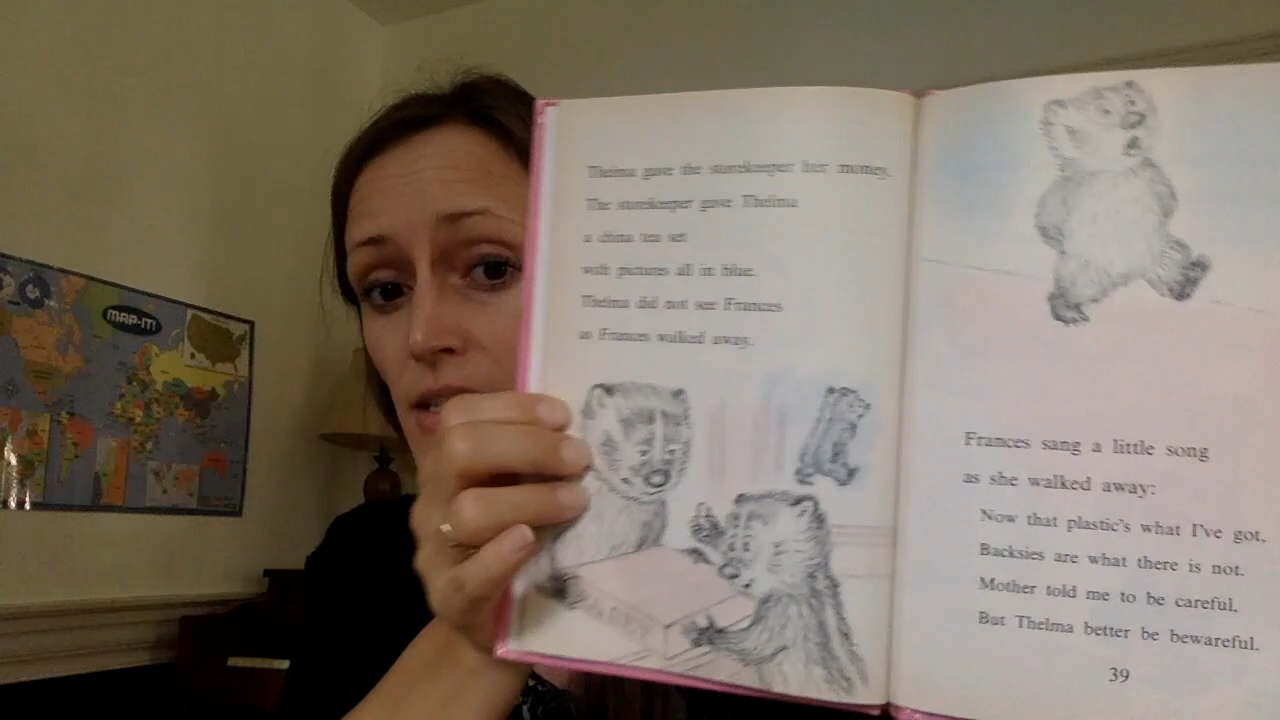 MAP-IT!
Thelma gave the storekeeper her money.
The storekeeper gave Thelma
a china tea set
with pictures all in blue.
Thelma did not see Frances
as Frances walked away.
Frances sang a little song
as she walked away:
Now that plastic's what I've got,
Backsies are what there is not.
Mother told me to be careful,
But Thelma better be bewareful.
39